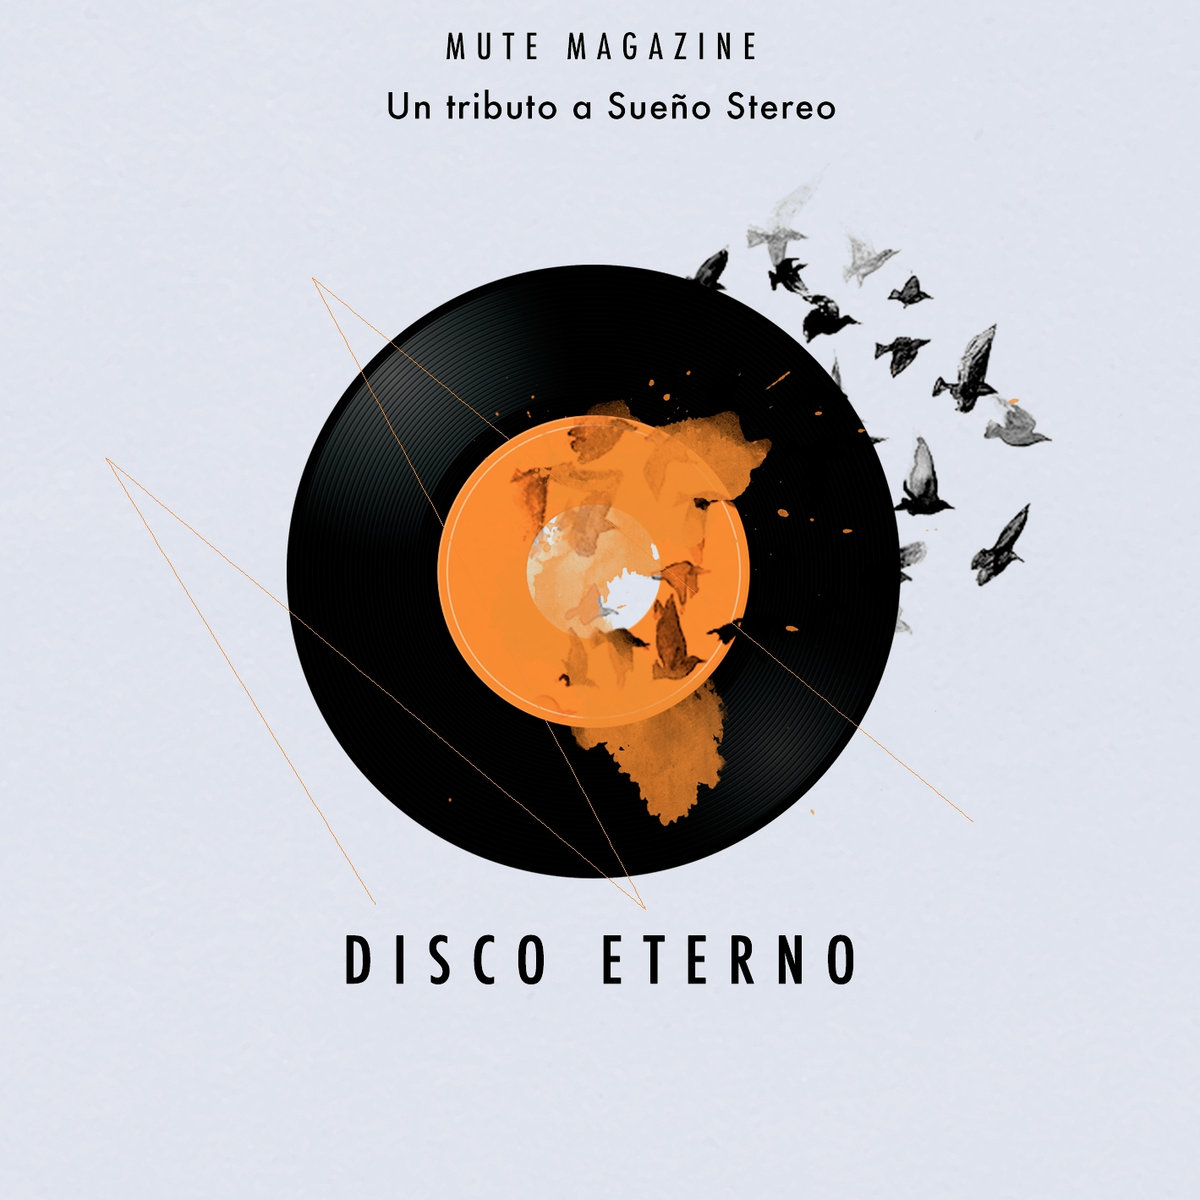 MUTE MAGAZINE
Un tributo a Sueño Stereo
DISCO ETERNO